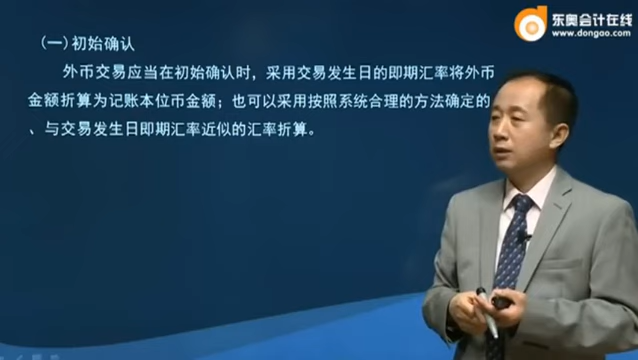 东奥会计在线
www.dongao.com
(一)初始确认
外币交易应当在初始确认时，采用交易发生日的即期汇率将外币
金额折算为记账本位币金额；也可以采用按照系统合理的方法确定的
、与交易发生日即期汇率近似的汇率折算。